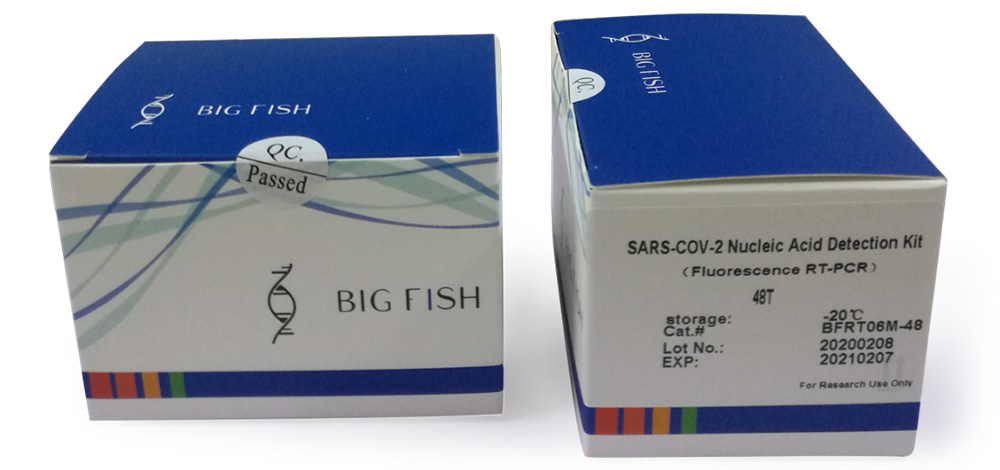 BIG FISH
QC.
Passed
BIG FISH
BIG FISH
QC.
SARS-COV-2 Nucleic Acid Detection Kit
(Fluorescence RT-PCR)
48T
storage: -20℃
Cat.# BFRT06M-48
Lot No.: 20200208
EXP: 20210207
For Research Use Only